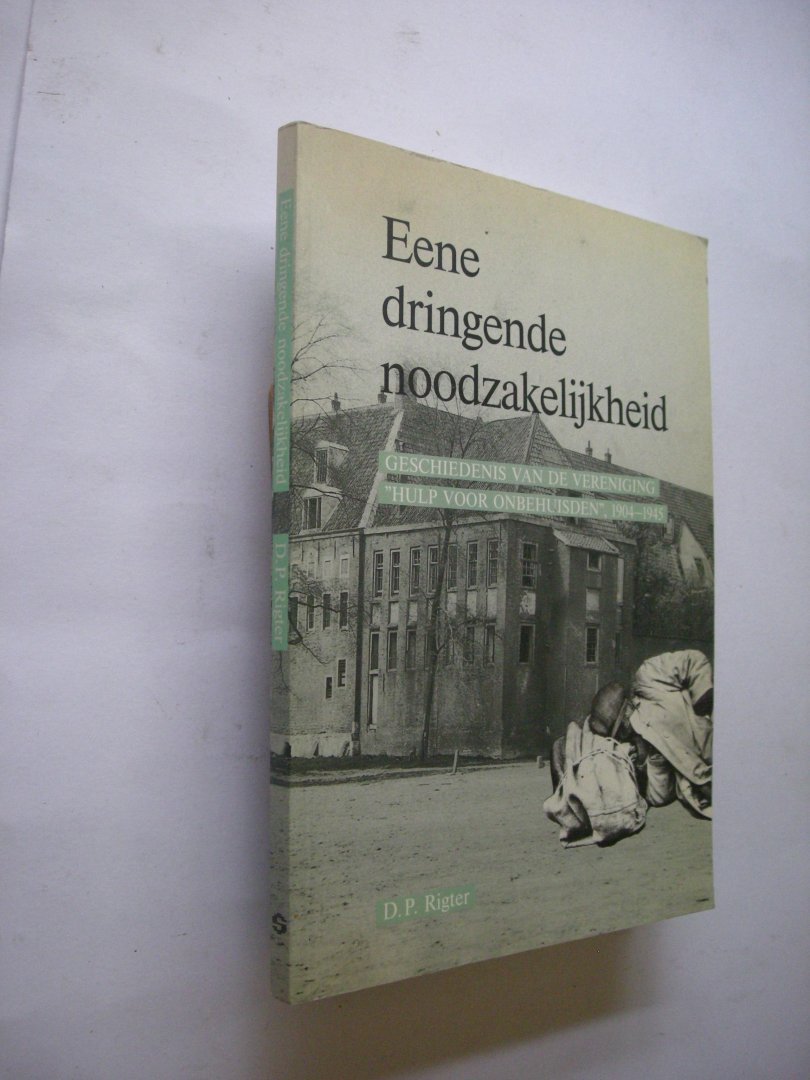 Eene dringende noodzakelijkheid
D.P. Rigter
S
Eene
dringende
noodzakelijkheid
GESCHIEDENIS VAN DE VERENIGING
"HULP VOOR ONBEHUISDEN", 1904–1945
D.P. Rigter